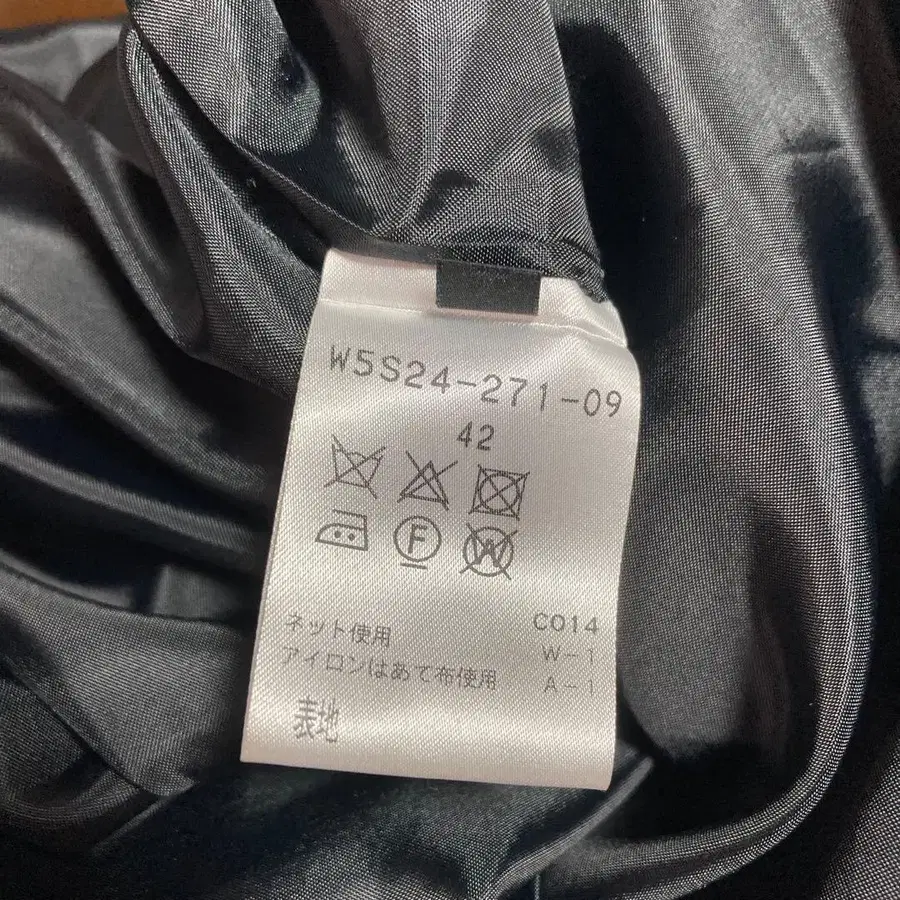 W5S24-271-09
42
F W
ネット使用 C014
W-1
アイロンはあて布使用 A-1
表地